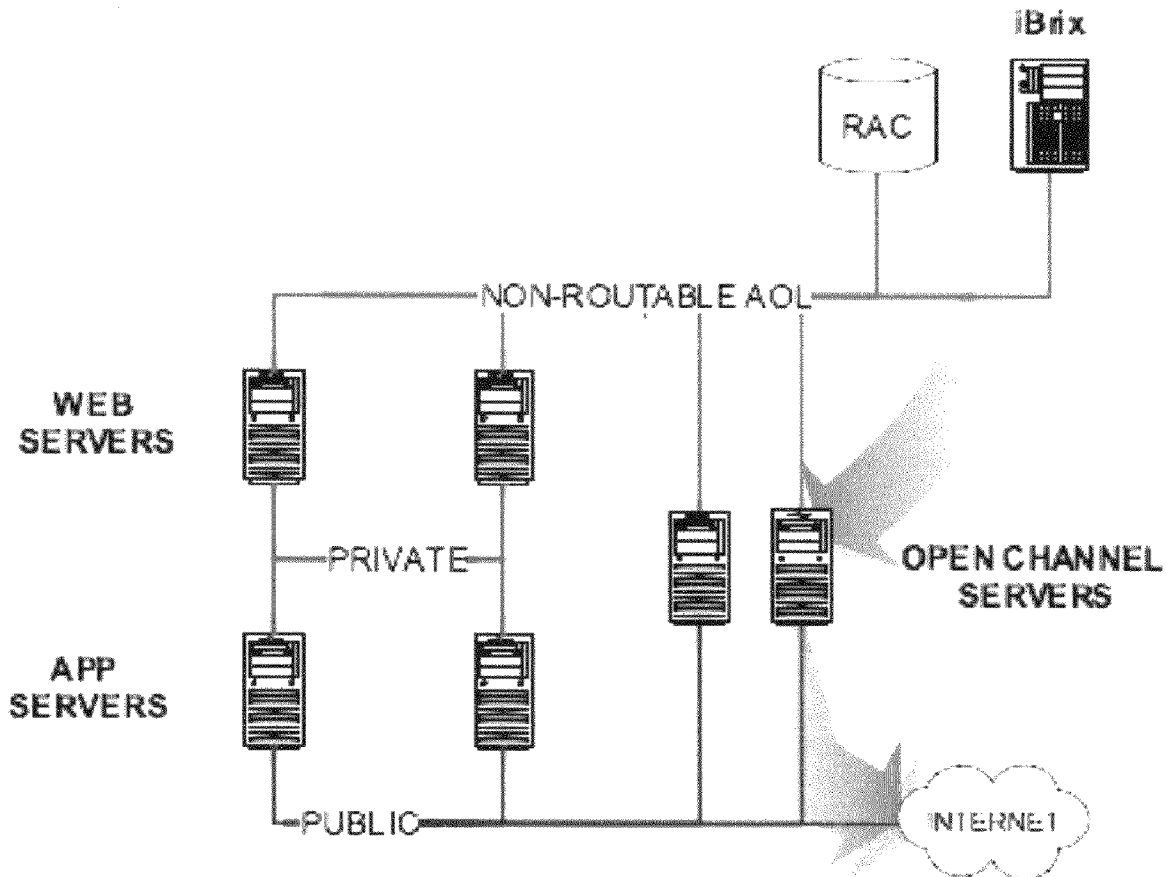 iBrix
RAC
NON-ROUTABLE AOL
WEB
SERVERS
PRIVATE
OPEN CHANNEL
SERVERS
APP
SERVERS
PUBLIC
INTERNET